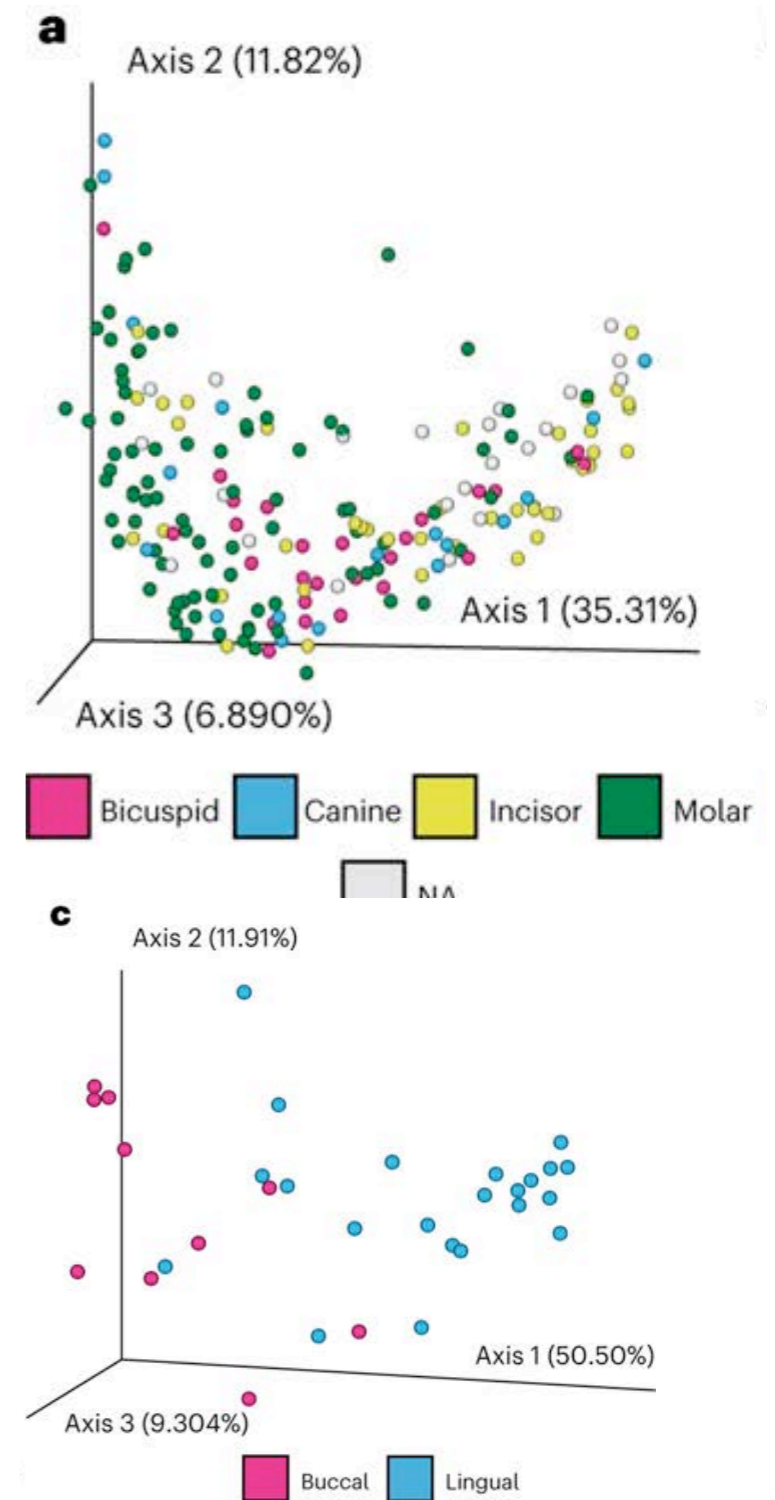 a
Axis 2 (11.82%)
Axis 1 (35.31%)
Axis 3 (6.890%)
Bicuspid Canine Incisor Molar
NA
c
Axis 2 (11.91%)
Axis 1 (50.50%)
Axis 3 (9.304%)
Buccal Lingual